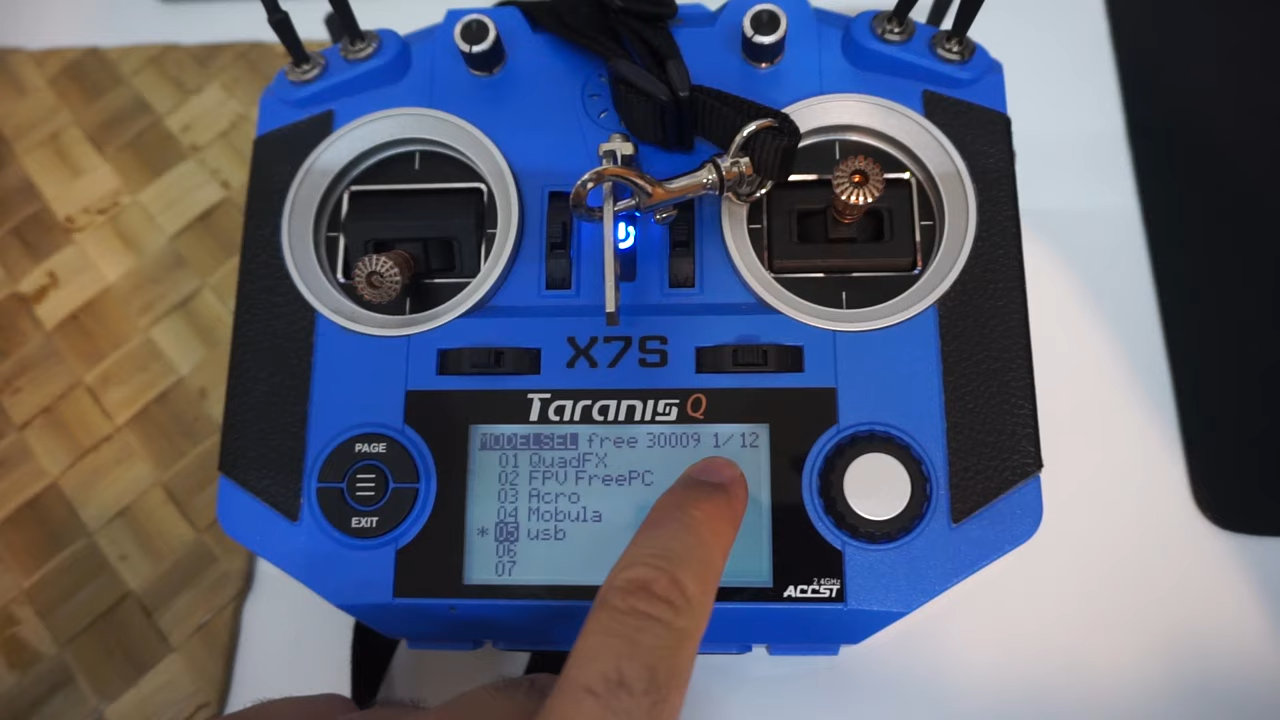 X7S
Taranis Q
PAGE
EXIT
MODELSEL free 30009 1/12
01 QuadFX
02 FPV FreePC
03 Acro
04 Mobula
*05 usb
06
07
2.4GHz
ACCST